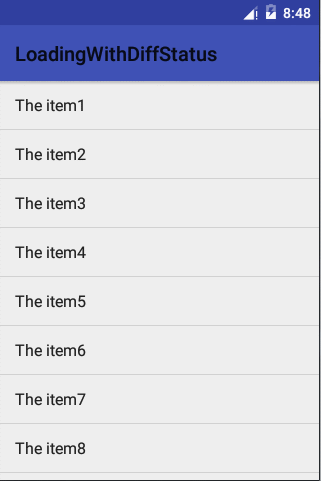 8:48
LoadingWithDiffStatus
The item1
The item2
The item3
The item4
The item5
The item6
The item7
The item8